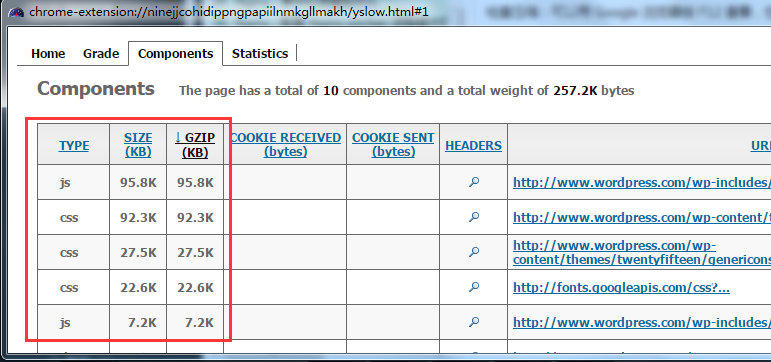 chrome-extension://ninejjcohidippngpapiilnmkgllmakh/yslow.html#1
Home Grade Components Statistics
Components The page has a total of 10 components and a total weight of 257.2K bytes
TYPE SIZE (KB) ↓GZIP (KB) COOKIE RECEIVED (bytes) COOKIE SENT (bytes) HEADERS UR
js 95.8K 95.8K http://www.wordpress.com/wp-includes/
css 92.3K 92.3K http://www.wordpress.com/wp-content/t
css 27.5K 27.5K http://www.wordpress.com/wp-
content/themes/twentyfifteen/genericons
css 22.6K 22.6K http://fonts.googleapis.com/css?...
js 7.2K 7.2K http://www.wordpress.com/wp-includes/